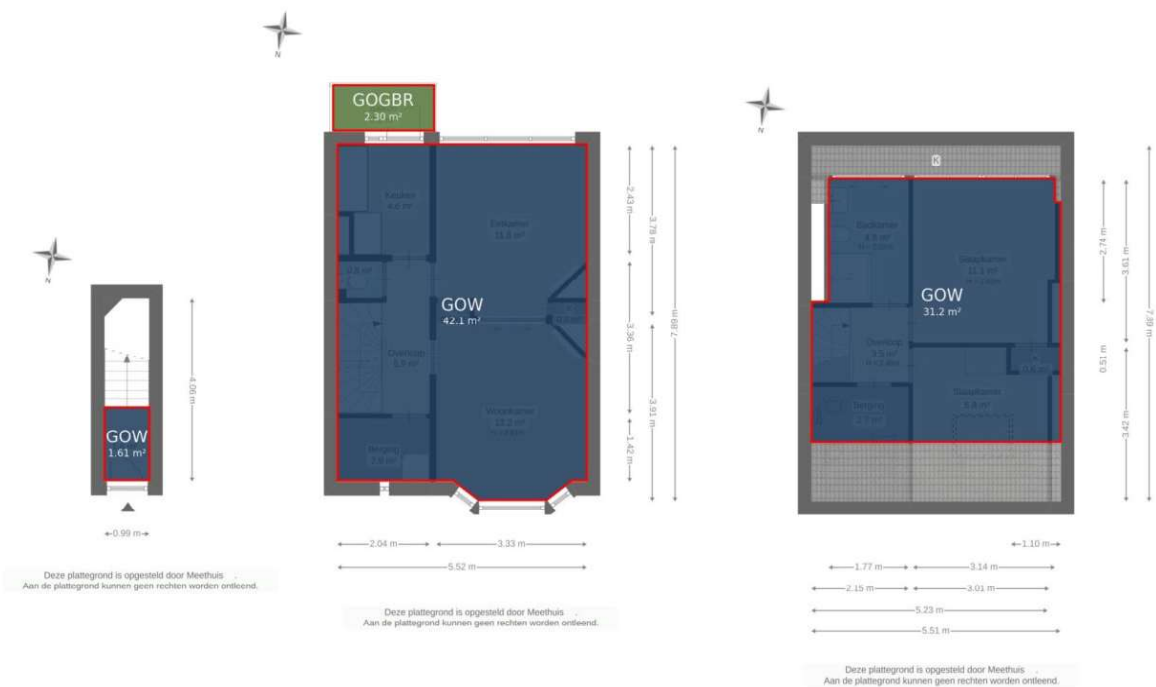 N
GOW
1.61 m²
4.06 m
0.99 m
Deze plattegrond is opgesteld door Meethuis .
Aan de plattegrond kunnen geen rechten worden ontleend.
N
GOGBR
2.30 m²
Keuken
4.6 m²
Eetkamer
GOW
42.1 m²
Overloop
Woonkamer
Berging
2.43 m
3.36 m
1.42 m
3.78 m
3.91 m
7.89 m
2.04 m
3.33 m
5.52 m
Deze plattegrond is opgesteld door Meethuis .
Aan de plattegrond kunnen geen rechten worden ontleend.
N
K
Badkamer
Slaapkamer
GOW
31.2 m²
Overloop
Slaapkamer
Berging
2.74 m
0.51 m
3.61 m
3.42 m
7.89 m
1.10 m
1.77 m
3.14 m
2.15 m
3.01 m
5.23 m
5.51 m
Deze plattegrond is opgesteld door Meethuis .
Aan de plattegrond kunnen geen rechten worden ontleend.